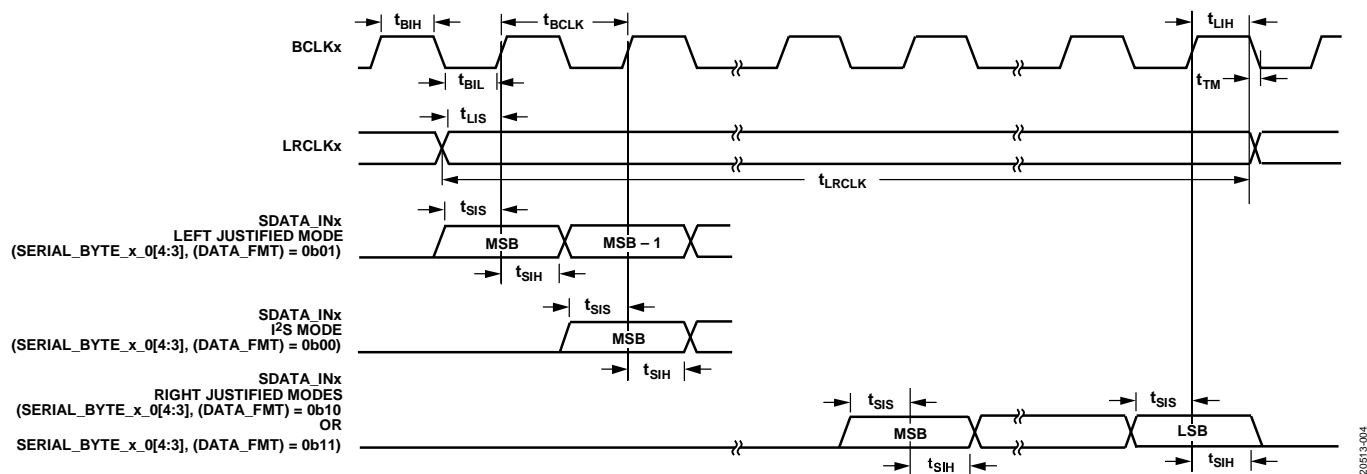 tBIH
tBCLK
tLIH
BCLKx
tBIL
tTM
tLIS
LRCLKx
tLRCLK
SDATA_INx
LEFT JUSTIFIED MODE
(SERIAL_BYTE_x_0[4:3], (DATA_FMT) = 0b01)
tSIS
MSB
MSB – 1
tSIH
SDATA_INx
I2S MODE
(SERIAL_BYTE_x_0[4:3], (DATA_FMT) = 0b00)
tSIS
MSB
tSIH
SDATA_INx
RIGHT JUSTIFIED MODES
(SERIAL_BYTE_x_0[4:3], (DATA_FMT) = 0b10
OR
SERIAL_BYTE_x_0[4:3], (DATA_FMT) = 0b11)
tSIS
tSIS
MSB
LSB
tSIH
tSIH
20513-004